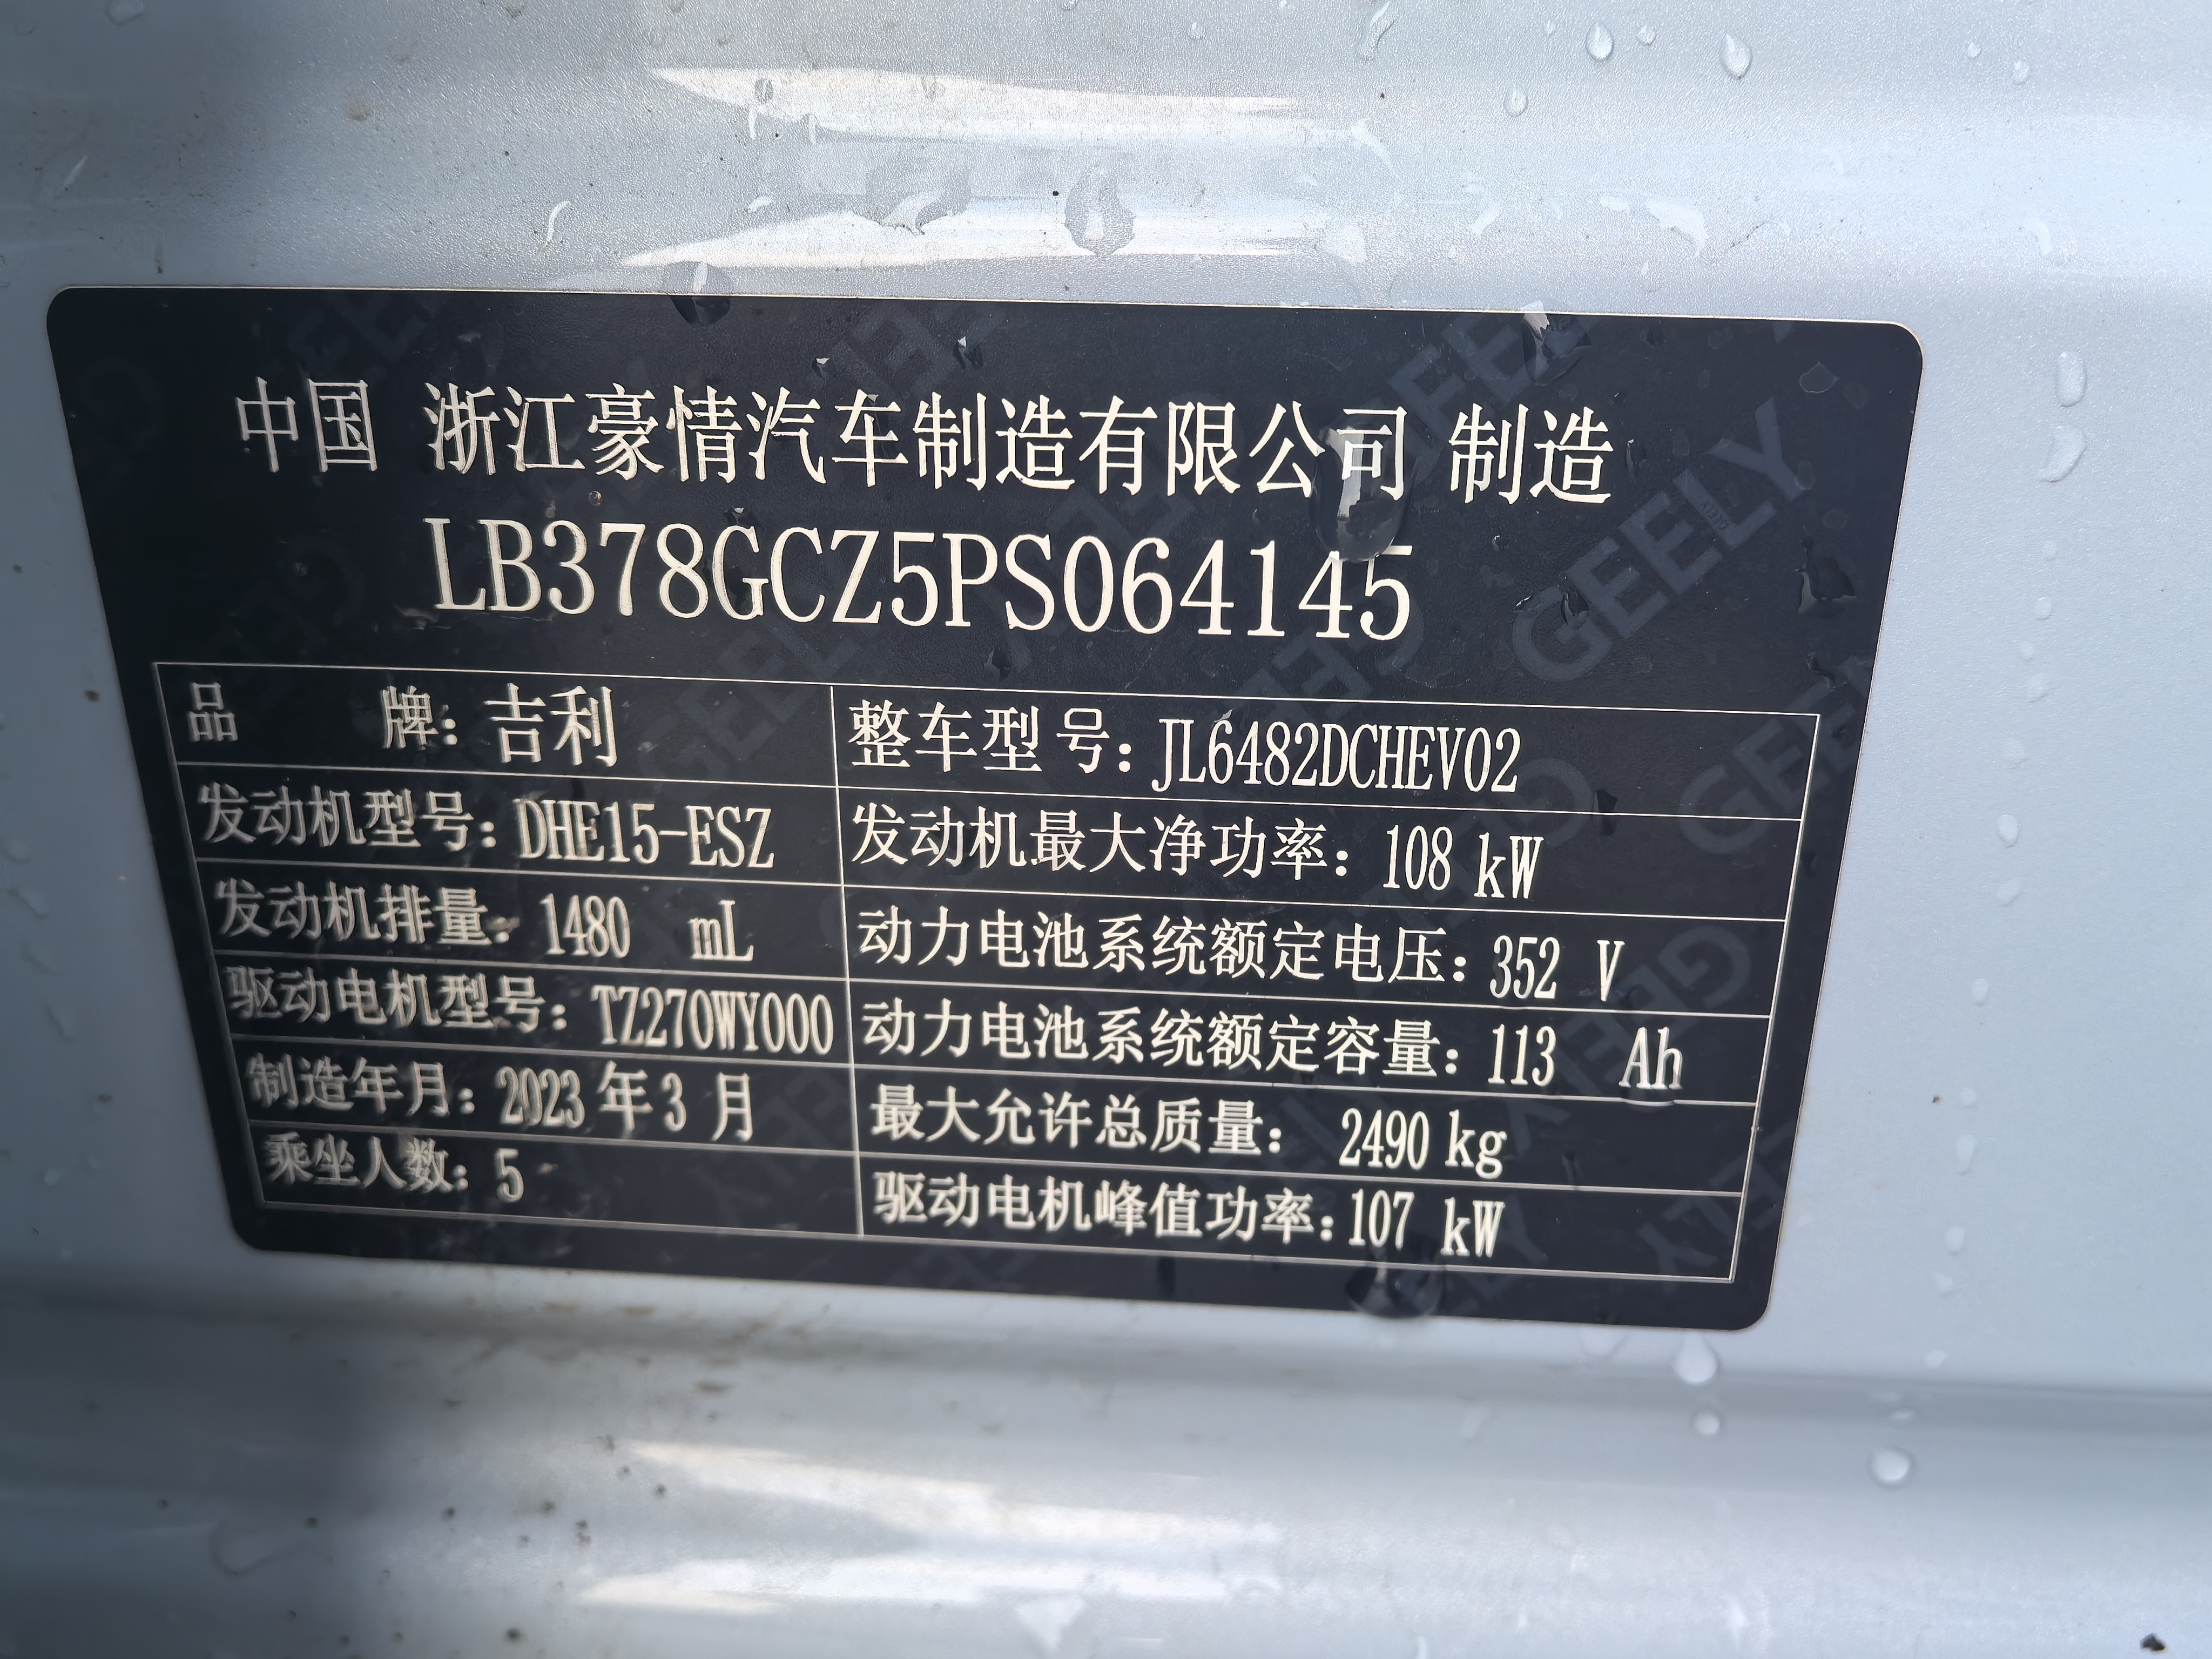 中国 浙江豪情汽车制造有限公司 制造
LB378GCZ5PS064145
品 牌：吉利 整车型号：JL6482DCHEV02
发动机型号：DHE15-ESZ 发动机最大净功率：108 kW
发动机排量：1480 mL 动力电池系统额定电压：352 V
驱动电机型号：TZ270WY000 动力电池系统额定容量：113 Ah
制造年月：2023 年 3 月 最大允许总质量：2490 kg
乘坐人数：5 驱动电机峰值功率：107 kW
GEELY